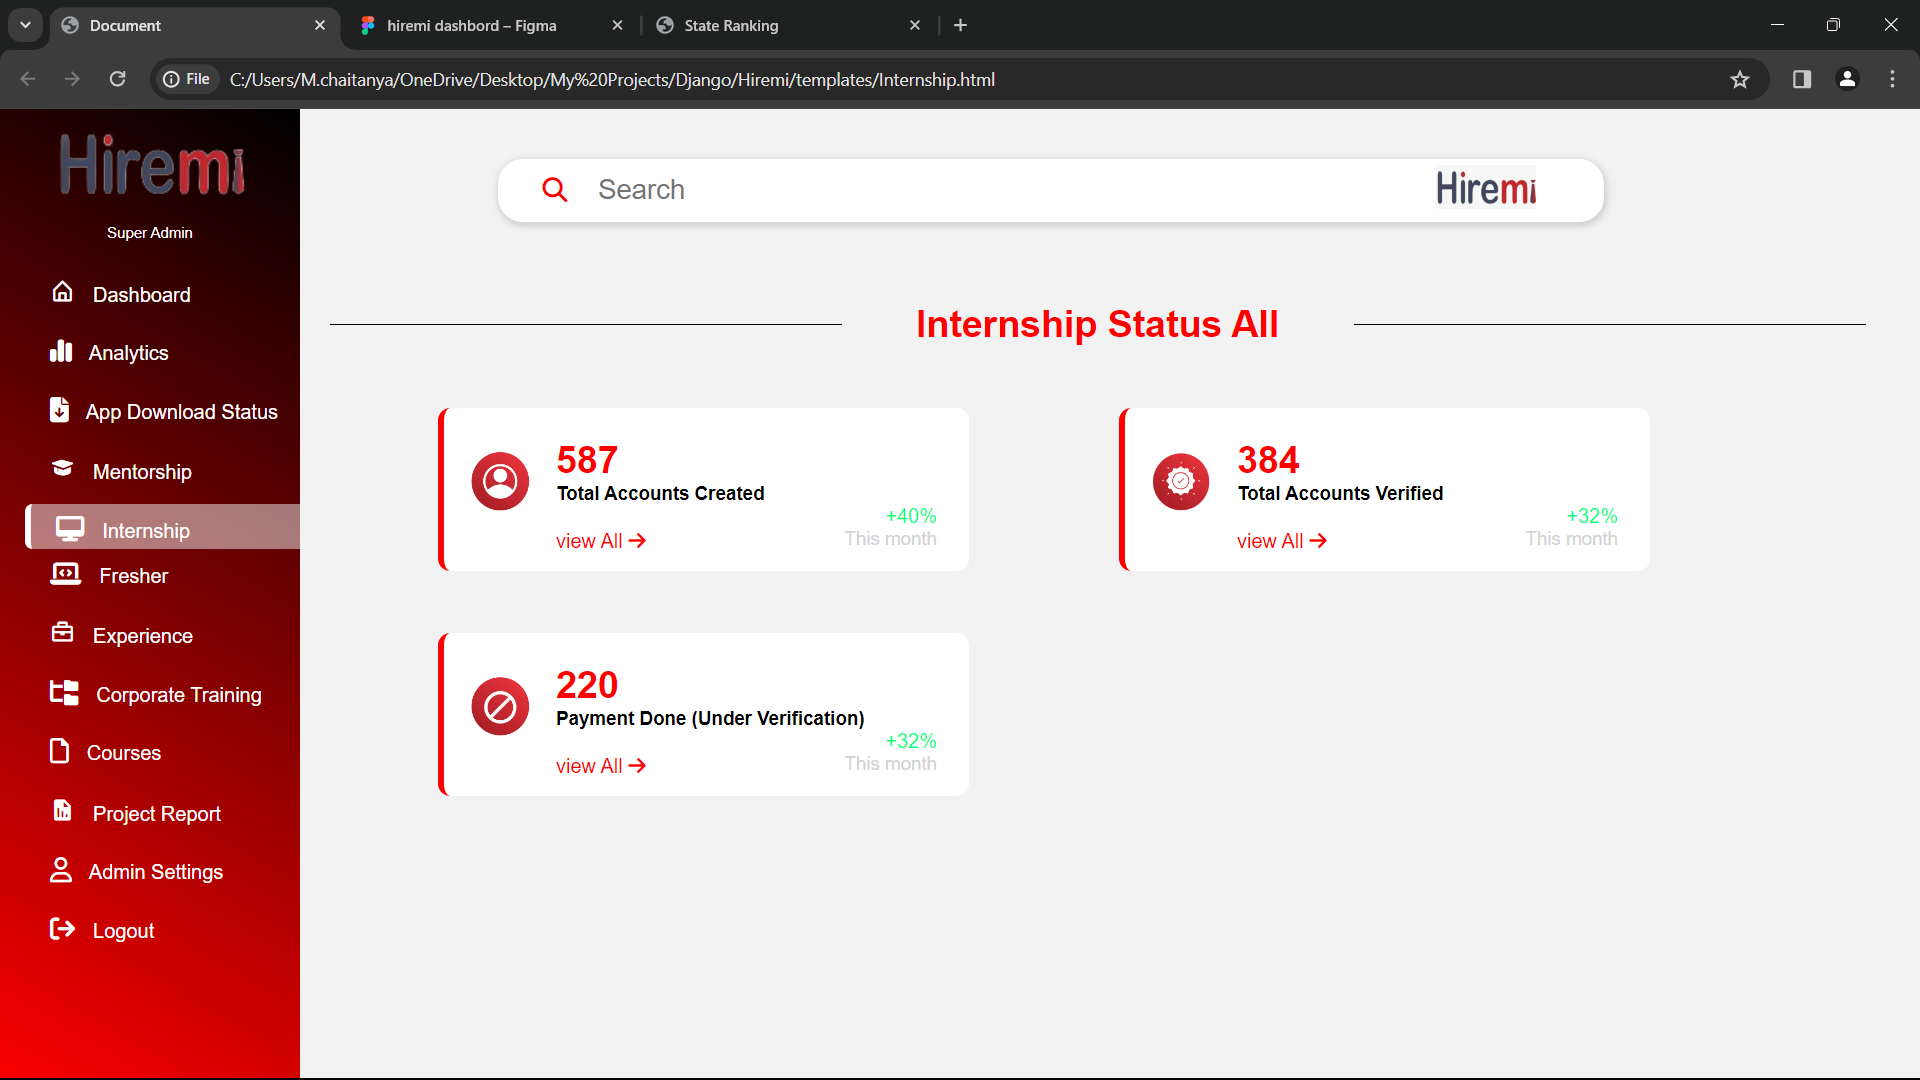 Document
hiremi dashbord – Figma
State Ranking
File
C:/Users/M.chaitanya/OneDrive/Desktop/My%20Projects/Django/Hiremi/templates/Internship.html
Hiremi
Super Admin
Dashboard
Analytics
App Download Status
Mentorship
Internship
Fresher
Experience
Corporate Training
Courses
Project Report
Admin Settings
Logout
Search
Hiremi
Internship Status All
587
Total Accounts Created
+40%
view All
This month
384
Total Accounts Verified
+32%
view All
This month
220
Payment Done (Under Verification)
+32%
view All
This month